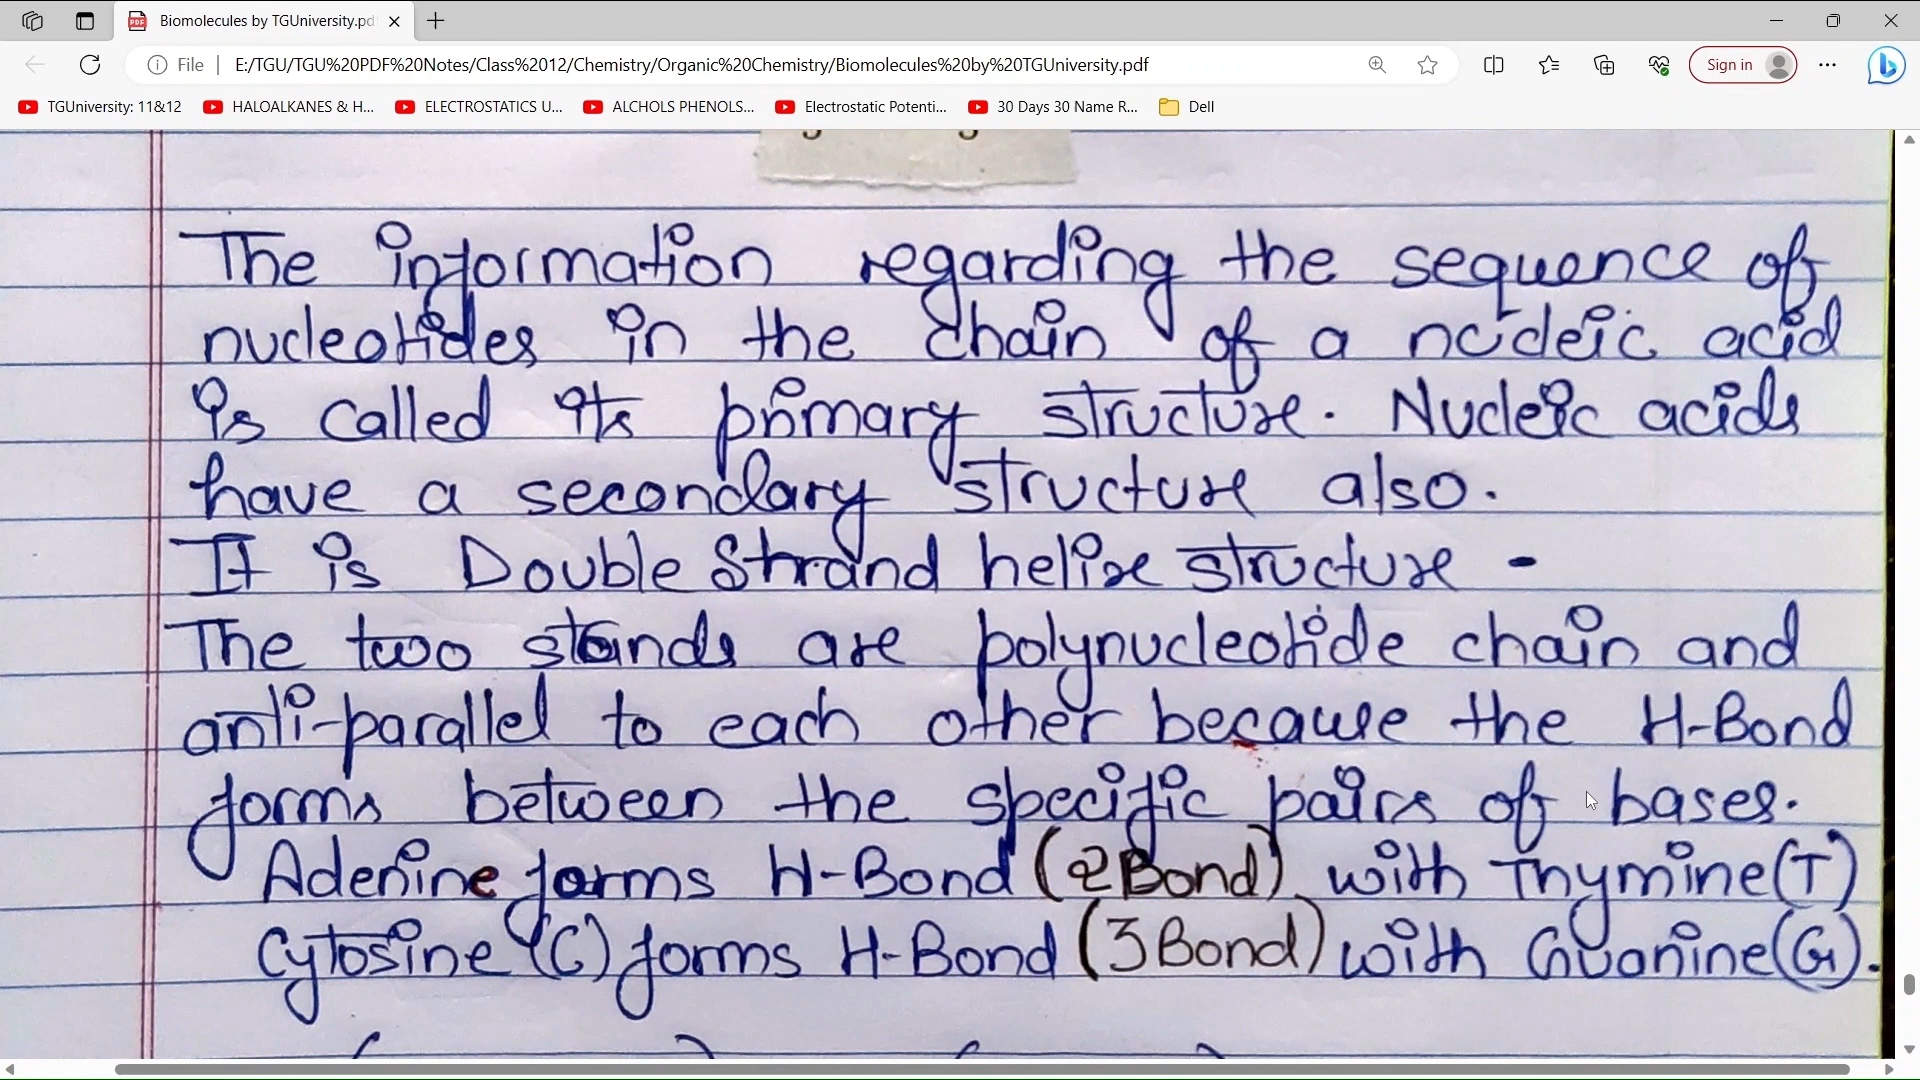 Biomolecules by TGUniversity.pd
Sign in
File
E:/TGU/TGU%20PDF%20Notes/Class%2012/Chemistry/Organic%20Chemistry/Biomolecules%20by%20TGUniversity.pdf
TGUniversity: 11&12 HALOALKANES & H... ELECTROSTATICS U... ALCHOLS PHENOLS... Electrostatic Potenti... 30 Days 30 Name R... Dell
The information regarding the sequence of
nucleotides in the chain of a nucleic acid
is called its primary structure. Nucleic acids
have a secondary structure also.
It is Double Strand helix structure -
The two stands are polynucleotide chain and
anti-parallel to each other because the H-Bond
forms between the specific pairs of bases.
Adenine forms H-Bond (2Bond) with Thymine(T)
Cytosine (C) forms H-Bond (3Bond) with Guanine(G).